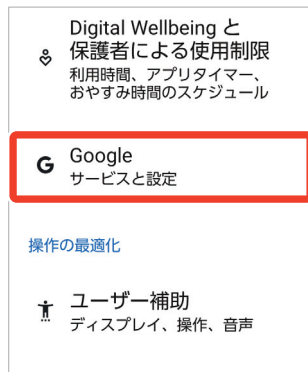 Digital Wellbeing と
保護者による使用制限
利用時間、アプリタイマー、
おやすみ時間のスケジュール
Google
サービスと設定
操作の最適化
ユーザー補助
ディスプレイ、操作、音声